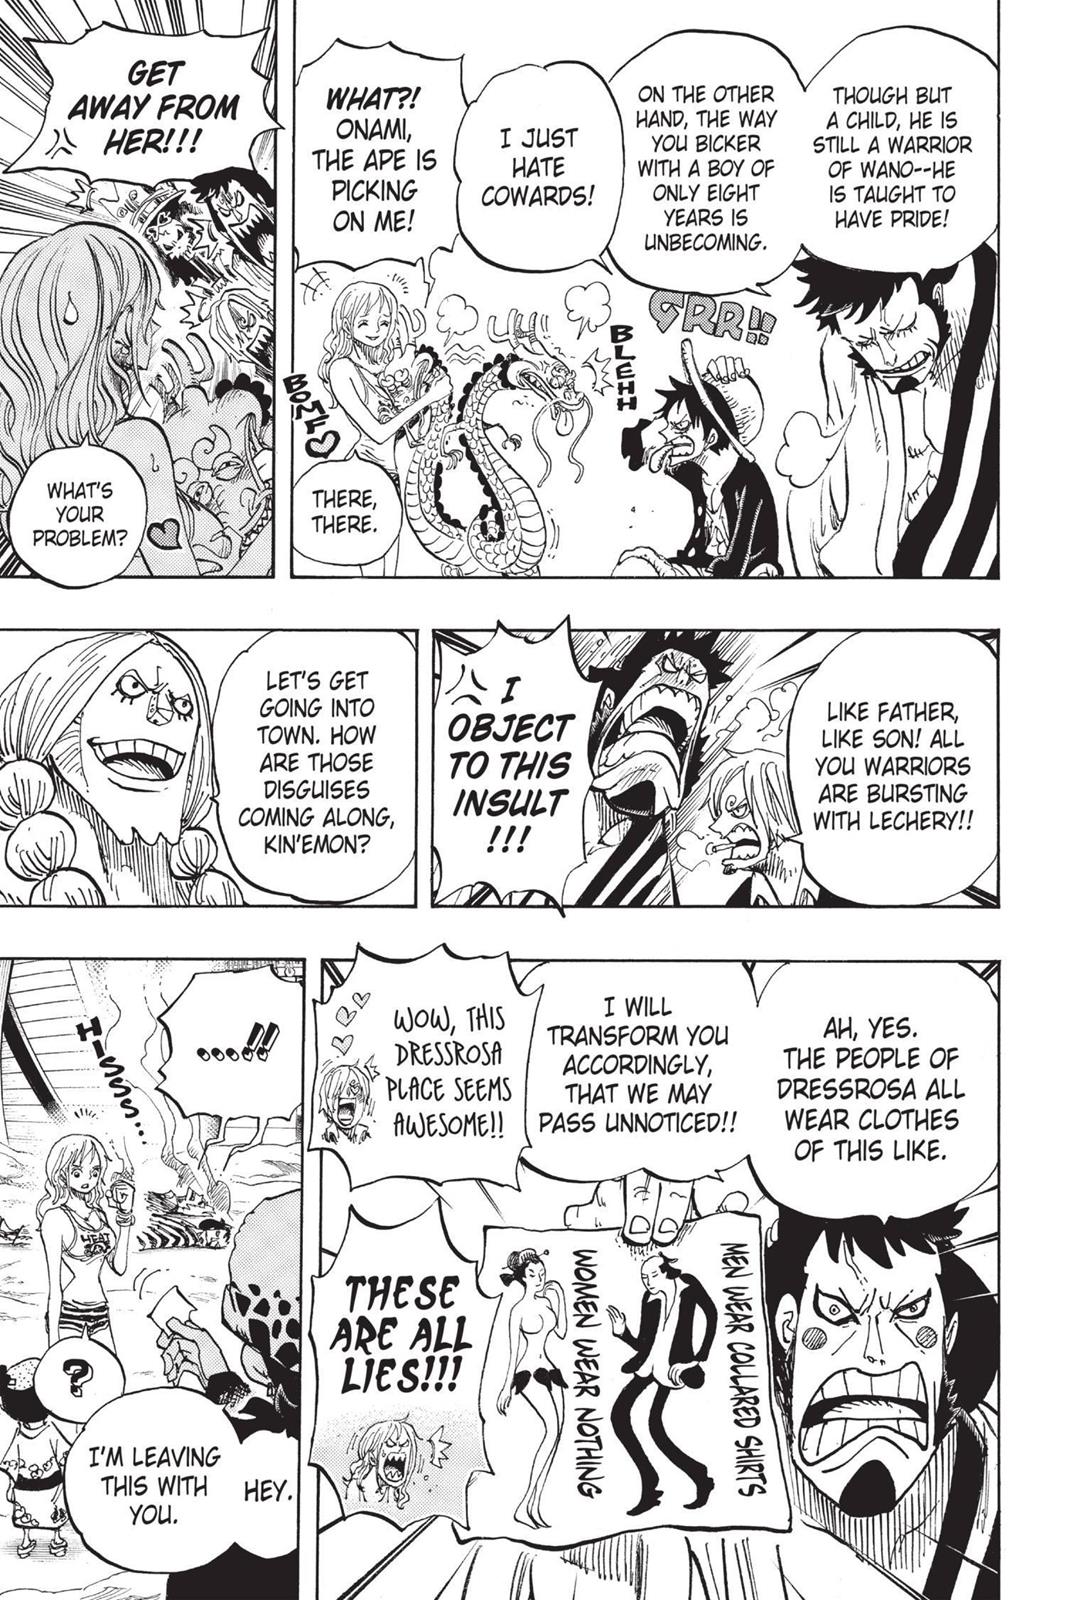 THOUGH BUT
A CHILD, HE IS
STILL A WARRIOR
OF WANO--HE
IS TAUGHT TO
HAVE PRIDE!
ON THE OTHER
HAND, THE WAY
YOU BICKER
WITH A BOY OF
ONLY EIGHT
YEARS IS
UNBECOMING.
GRR!!
I JUST
HATE
COWARDS!
BLEHH
WHAT?!
ONAMI,
THE APE IS
PICKING
ON ME!
BOMF
THERE,
THERE.
GET
AWAY FROM
HER!!!
WHAT'S
YOUR
PROBLEM?
LIKE FATHER,
LIKE SON! ALL
YOU WARRIORS
ARE BURSTING
WITH LECHERY!!
I
OBJECT
TO THIS
INSULT
!!!
LET'S GET
GOING INTO
TOWN. HOW
ARE THOSE
DISGUISES
COMING ALONG,
KIN'EMON?
AH, YES.
THE PEOPLE OF
DRESSROSA ALL
WEAR CLOTHES
OF THIS LIKE.
I WILL
TRANSFORM YOU
ACCORDINGLY,
THAT WE MAY
PASS UNNOTICED!!
MEN WEAR COLLARED SHIRTS
WOMEN WEAR NOTHING
WOW, THIS
DRESSROSA
PLACE SEEMS
AWESOME!!
THESE
ARE ALL
LIES!!!
....!!
HISSSS...
HEY.
I'M LEAVING
THIS WITH
YOU.
?